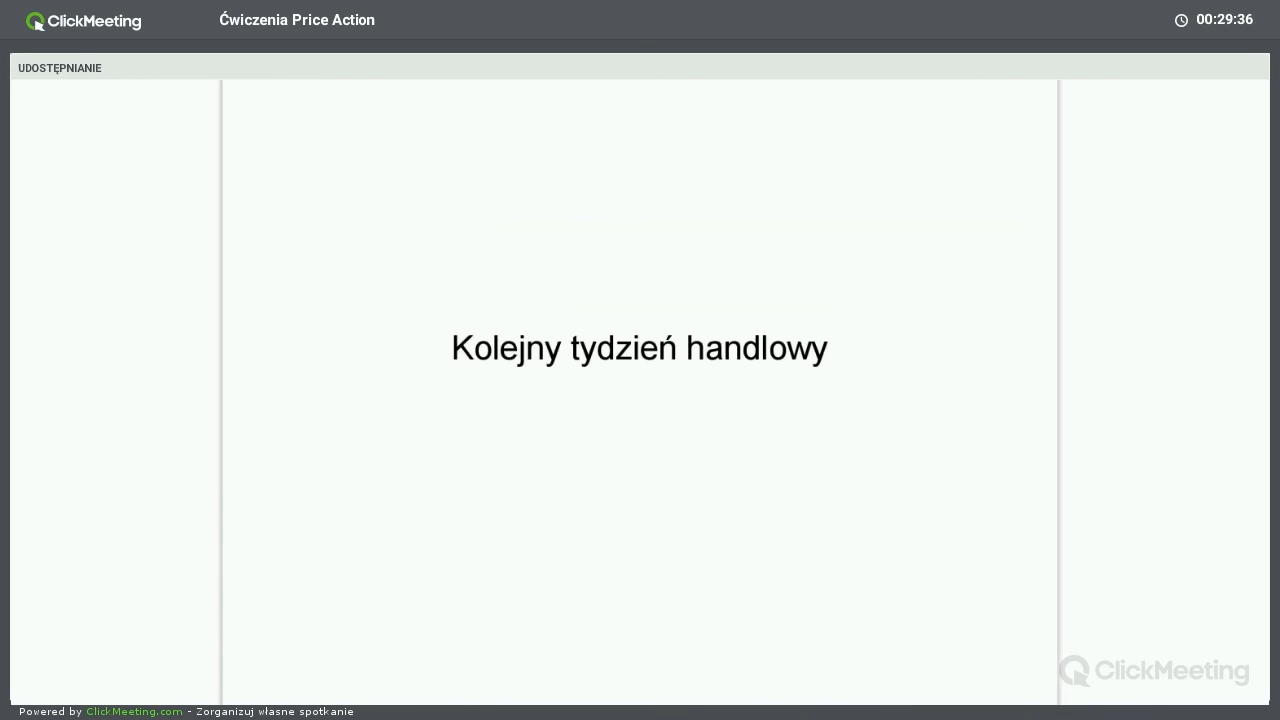 ClickMeeting
Ćwiczenia Price Action
00:29:36
UDOSTĘPNIANIE
Kolejny tydzień handlowy
ClickMeeting
Powered by ClickMeeting.com - Zorganizuj własne spotkanie